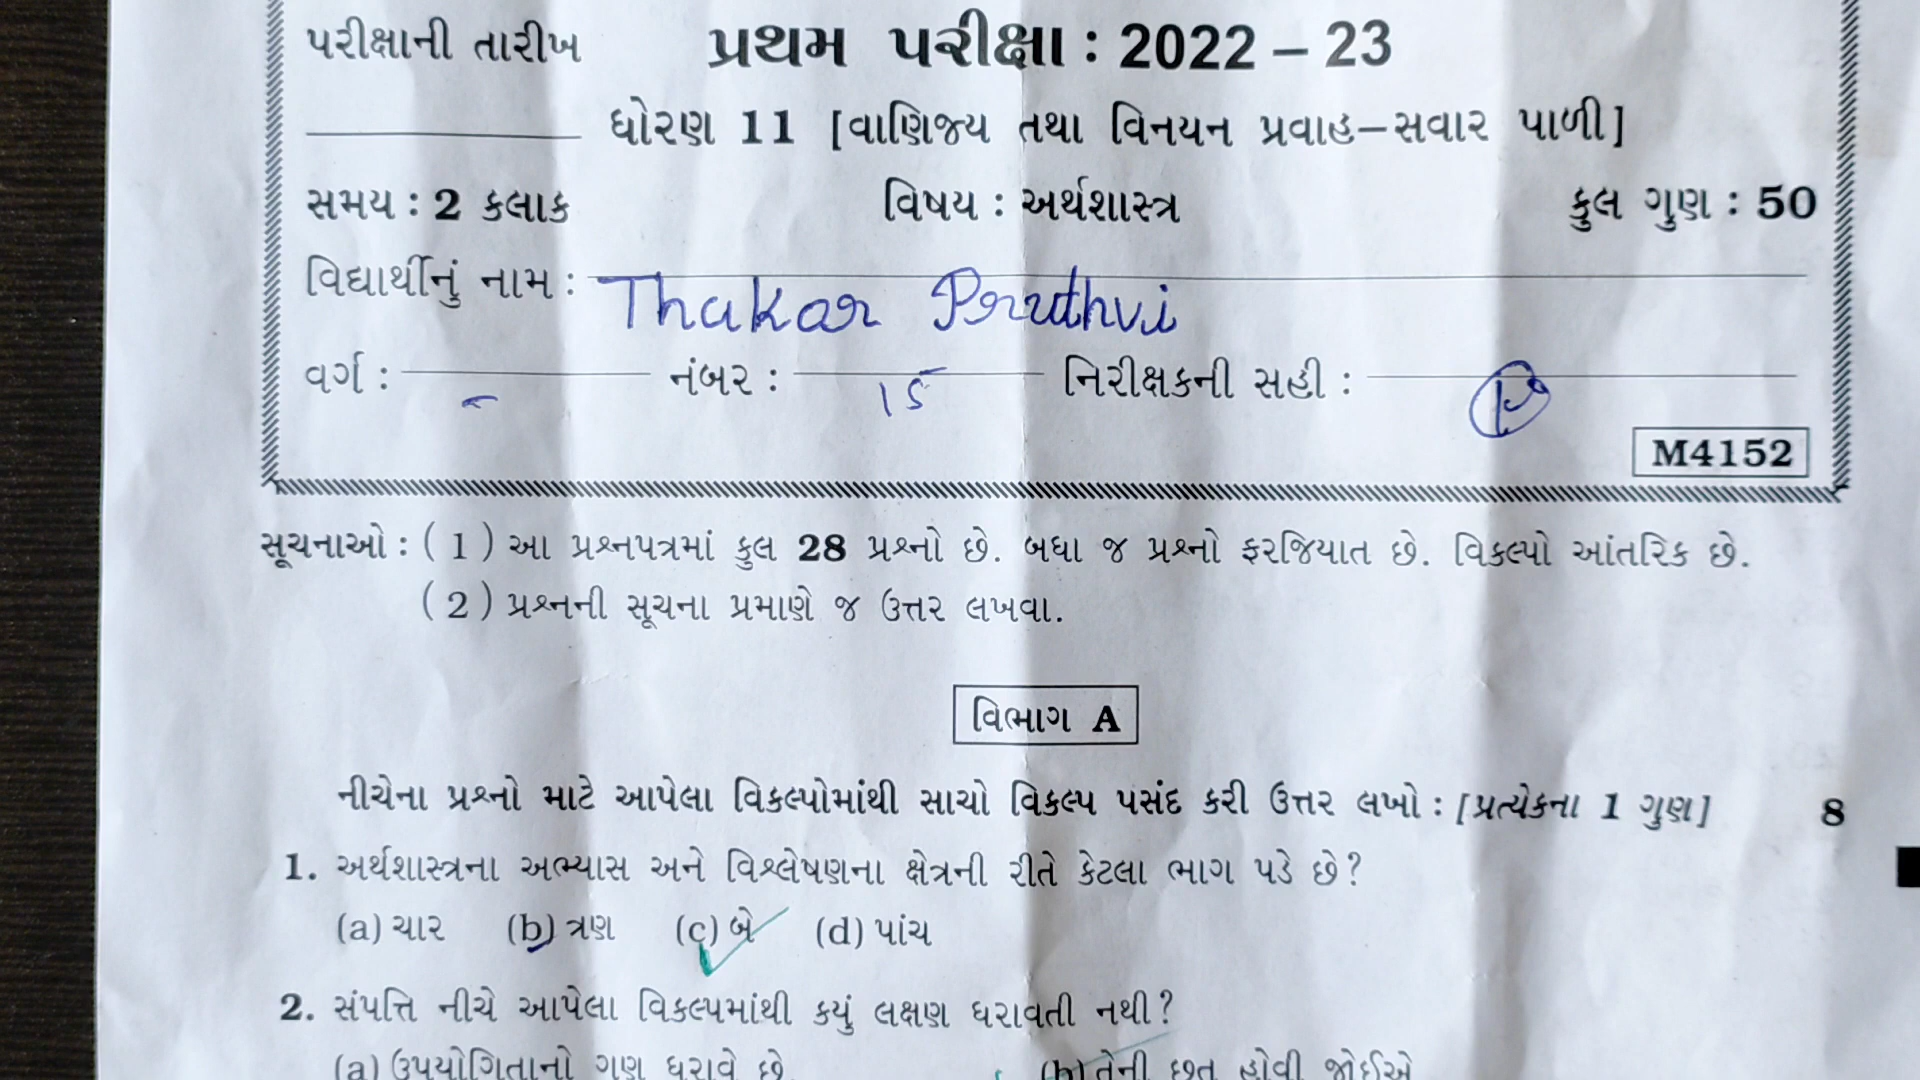 પરીક્ષાની તારીખ પ્રથમ પરીક્ષા : 2022 – 23
ધોરણ 11 [વાણિજ્ય તથા વિનયન પ્રવાહ–સવાર પાળી]
સમય : 2 કલાક વિષય : અર્થશાસ્ત્ર કુલ ગુણ : 50
વિદ્યાર્થીનું નામ : Thakar Pruthvi
વર્ગ : - નંબર : 15 નિરીક્ષકની સહી :
M4152
સૂચનાઓ : ( 1 ) આ પ્રશ્નપત્રમાં કુલ 28 પ્રશ્નો છે. બધા જ પ્રશ્નો ફરજિયાત છે. વિકલ્પો આંતરિક છે.
( 2 ) પ્રશ્નની સૂચના પ્રમાણે જ ઉત્તર લખવા.
વિભાગ A
નીચેના પ્રશ્નો માટે આપેલા વિકલ્પોમાંથી સાચો વિકલ્પ પસંદ કરી ઉત્તર લખો : [પ્રત્યેકના 1 ગુણ] 8
1. અર્થશાસ્ત્રના અભ્યાસ અને વિશ્લેષણના ક્ષેત્રની રીતે કેટલા ભાગ પડે છે?
(a) ચાર (b) ત્રણ (c) બે (d) પાંચ
2. સંપત્તિ નીચે આપેલા વિકલ્પમાંથી કયું લક્ષણ ધરાવતી નથી?
(a) ઉપયોગિતાનો ગુણ ધરાવે છે (b) તેની છત હોવી જોઈએ